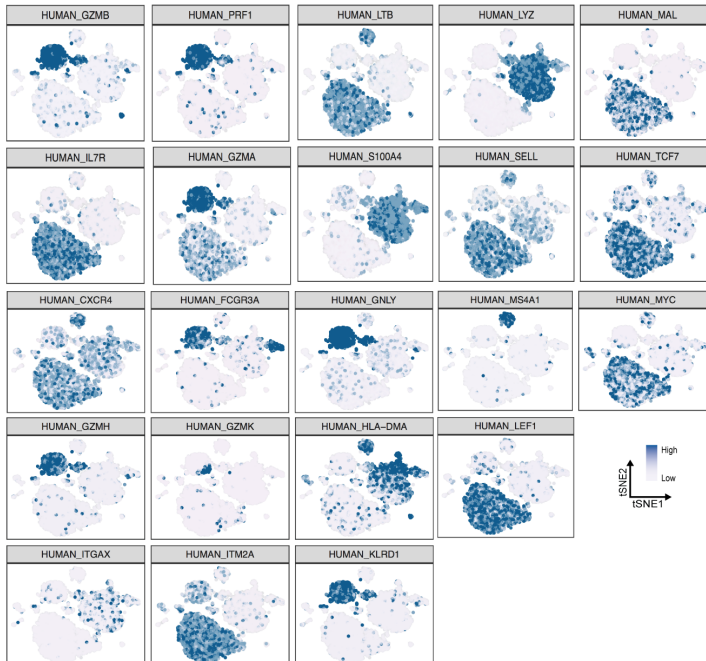 HUMAN_GZMB
HUMAN_PRF1
HUMAN_LTB
HUMAN_LYZ
HUMAN_MAL
HUMAN_IL7R
HUMAN_GZMA
HUMAN_S100A4
HUMAN_SELL
HUMAN_TCF7
HUMAN_CXCR4
HUMAN_FCGR3A
HUMAN_GNLY
HUMAN_MS4A1
HUMAN_MYC
HUMAN_GZMH
HUMAN_GZMK
HUMAN_HLA-DMA
HUMAN_LEF1
High
Low
tSNE2
tSNE1
HUMAN_ITGAX
HUMAN_ITM2A
HUMAN_KLRD1